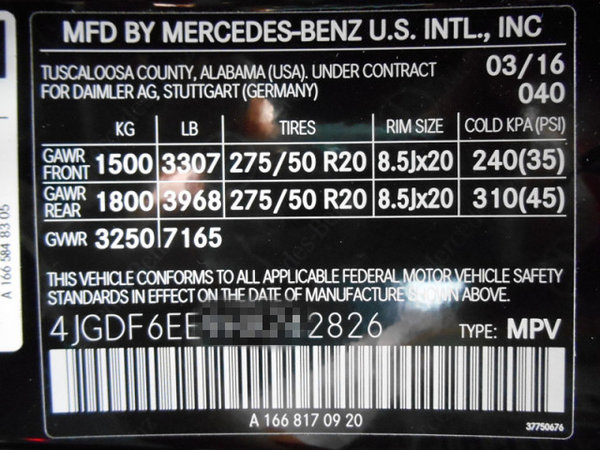 MFD BY MERCEDES-BENZ U.S. INTL., INC
TUSCALOOSA COUNTY, ALABAMA (USA). UNDER CONTRACT 03/16
FOR DAIMLER AG, STUTTGART (GERMANY) 040
KG LB TIRES RIM SIZE COLD KPA(PSI)
GAWR FRONT 1500 3307 275/50 R20 8.5Jx20 240(35)
GAWR REAR 1800 3968 275/50 R20 8.5Jx20 310(45)
GVWR 3250 7165
THIS VEHICLE CONFORMS TO ALL APPLICABLE FEDERAL MOTOR VEHICLE SAFETY
STANDARDS IN EFFECT ON THE DATE OF MANUFACTURE SHOWN ABOVE.
4JGDF6EE 2826 TYPE: MPV
A 166 817 09 20
37750676
A 166 584 83 05